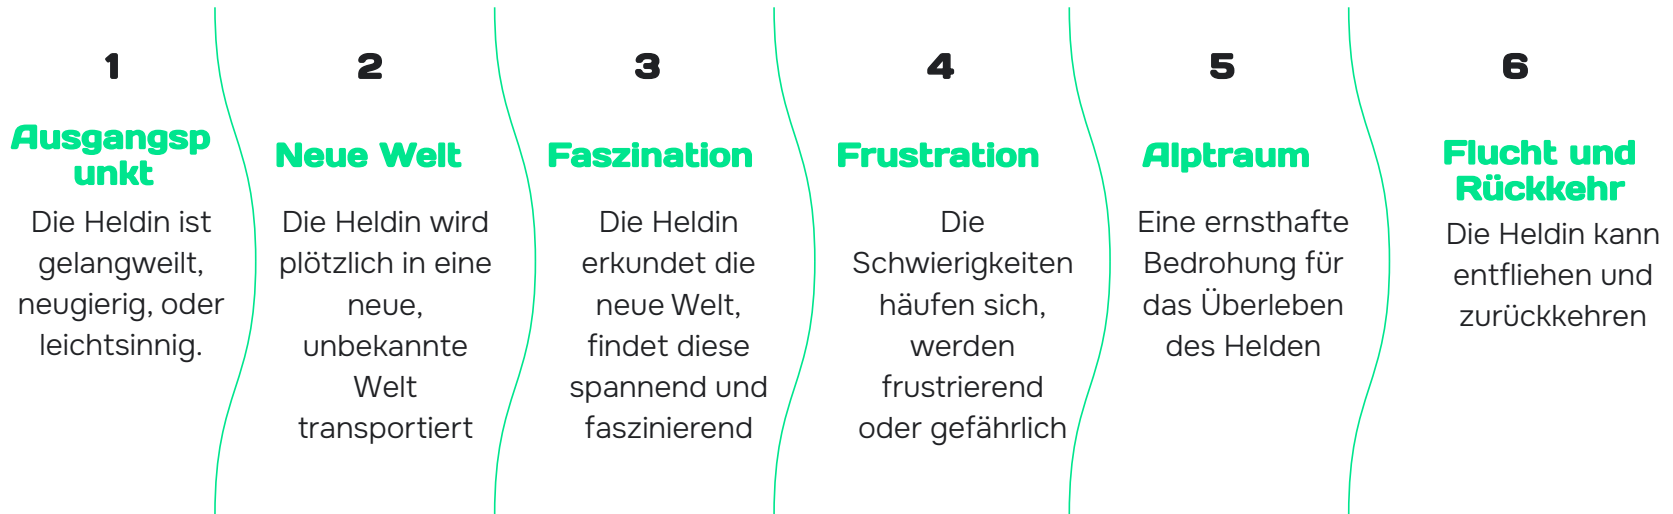 1
Ausgangsp
unkt
Die Heldin ist
gelangweilt,
neugierig, oder
leichtsinnig.
2
Neue Welt
Die Heldin wird
plötzlich in eine
neue,
unbekannte
Welt
transportiert
3
Faszination
Die Heldin
erkundet die
neue Welt,
findet diese
spannend und
faszinierend
4
Frustration
Die
Schwierigkeiten
häufen sich,
werden
frustrierend
oder gefährlich
5
Alptraum
Eine ernsthafte
Bedrohung für
das Überleben
des Helden
6
Flucht und
Rückkehr
Die Heldin kann
entfliehen und
zurückkehren